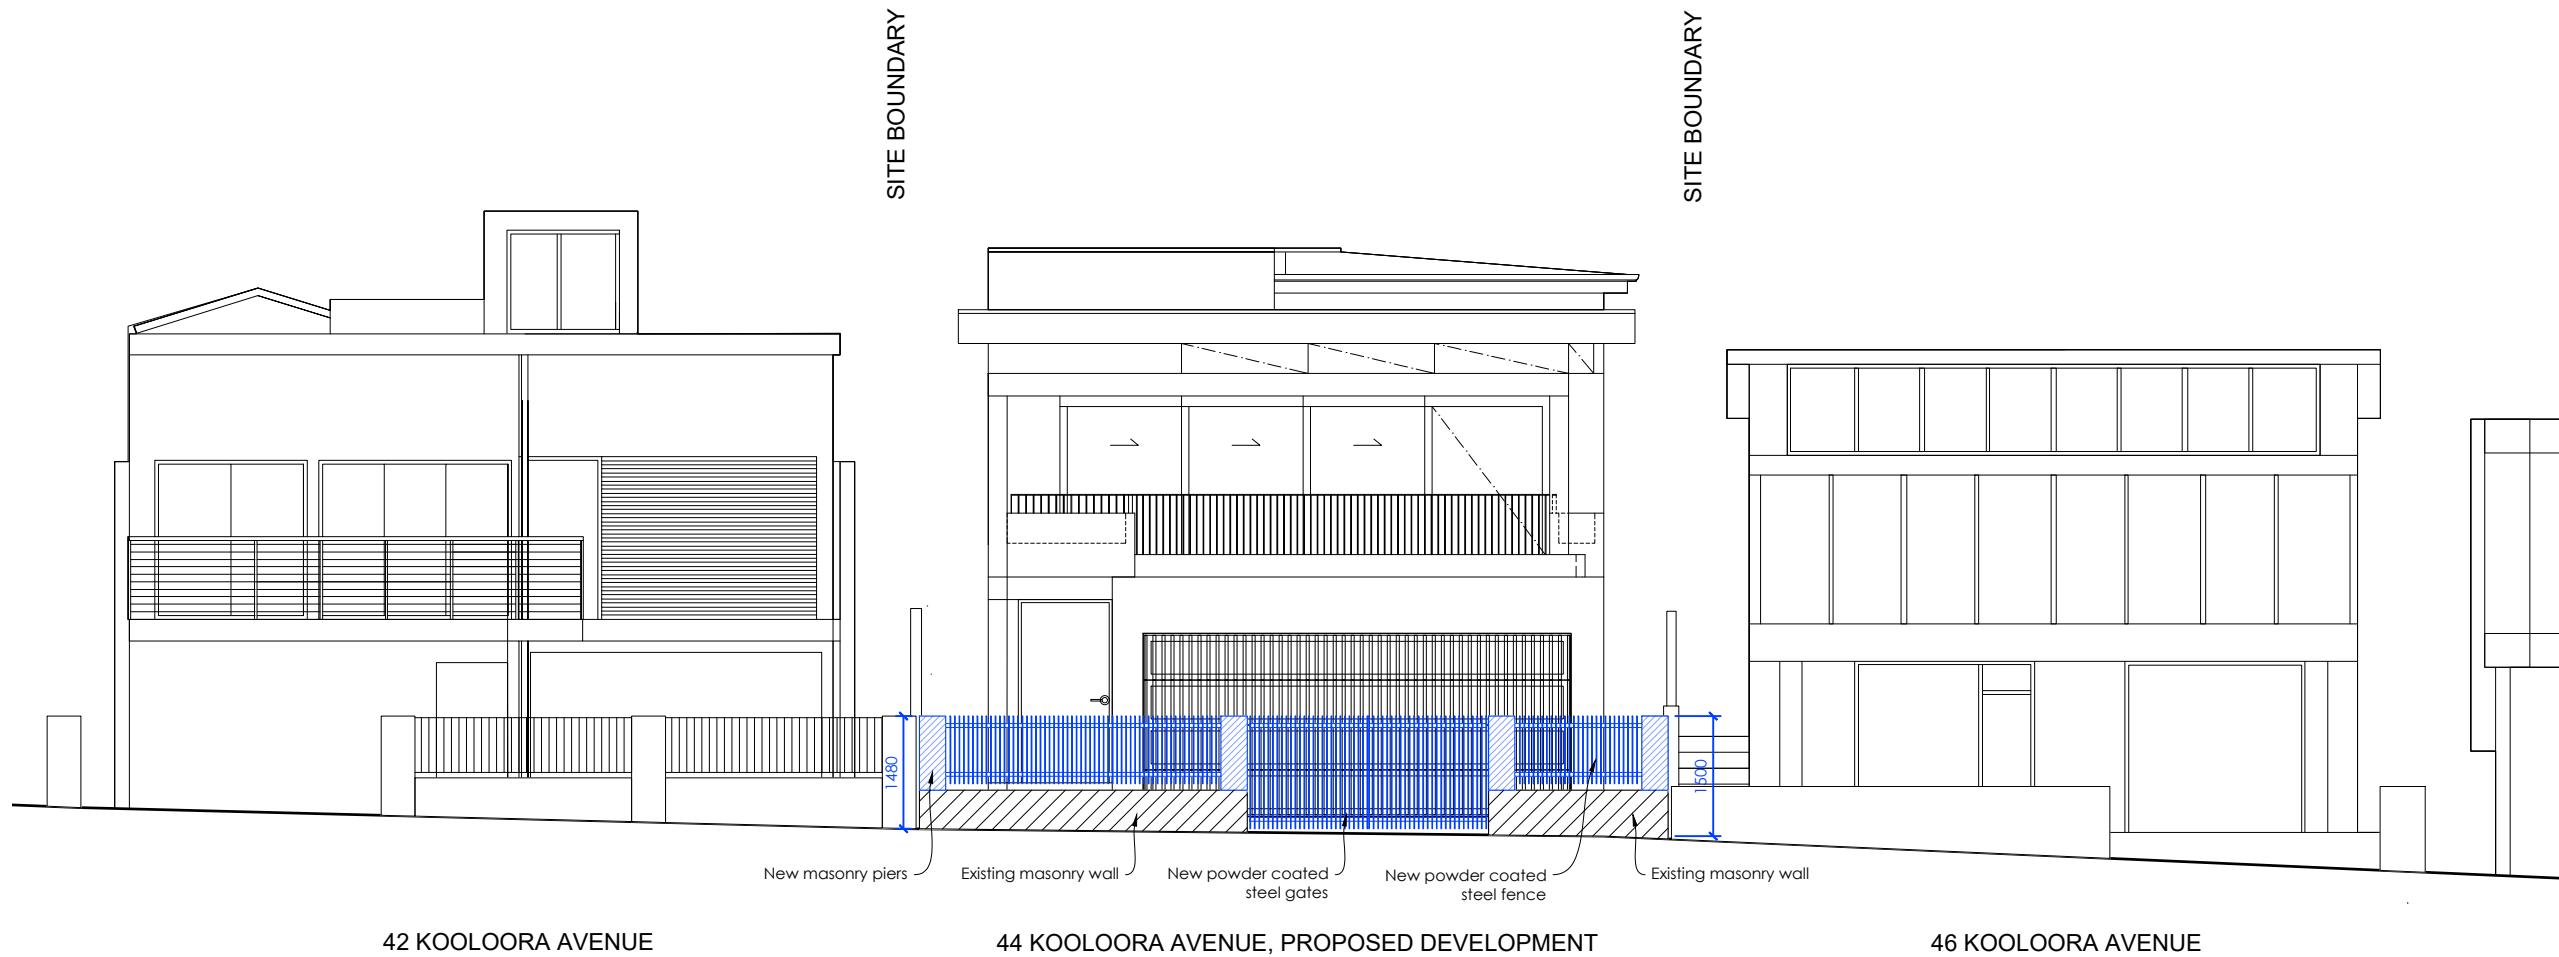 SITE BOUNDARY
SITE BOUNDARY
1480
1500
New masonry piers
Existing masonry wall
New powder coated
steel gates
New powder coated
steel fence
Existing masonry wall
42 KOOLOORA AVENUE
44 KOOLOORA AVENUE, PROPOSED DEVELOPMENT
46 KOOLOORA AVENUE